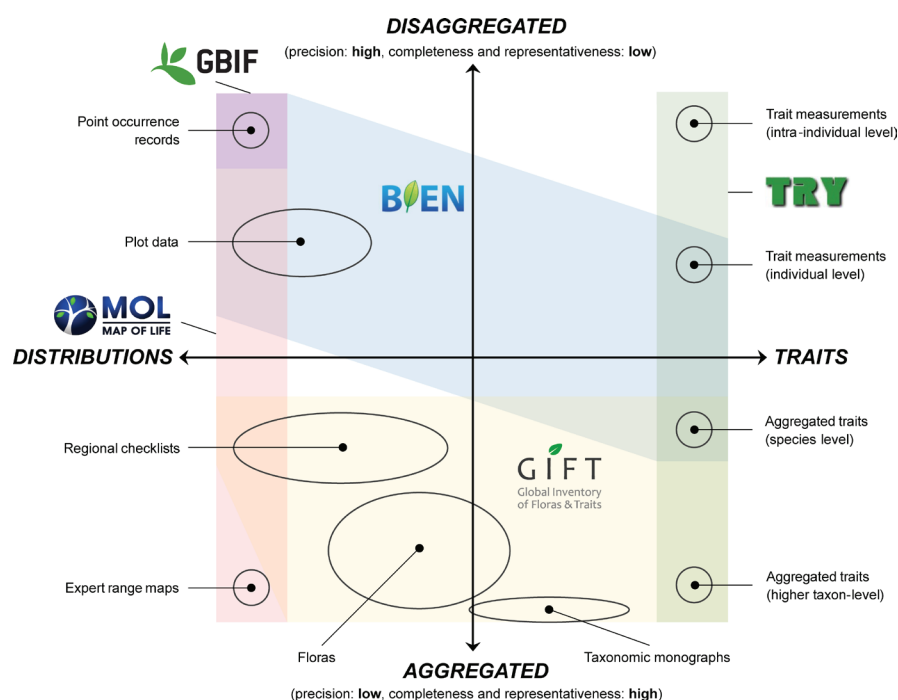 DISAGGREGATED
(precision: high, completeness and representativeness: low)
GBIF
Point occurrence
records
Trait measurements
(intra-individual level)
BIEN
TRY
Plot data
Trait measurements
(individual level)
MOL
MAP OF LIFE
DISTRIBUTIONS
TRAITS
Regional checklists
Aggregated traits
(species level)
GIFT
Global Inventory
of Floras & Traits
Expert range maps
Aggregated traits
(higher taxon-level)
Floras
Taxonomic monographs
AGGREGATED
(precision: low, completeness and representativeness: high)